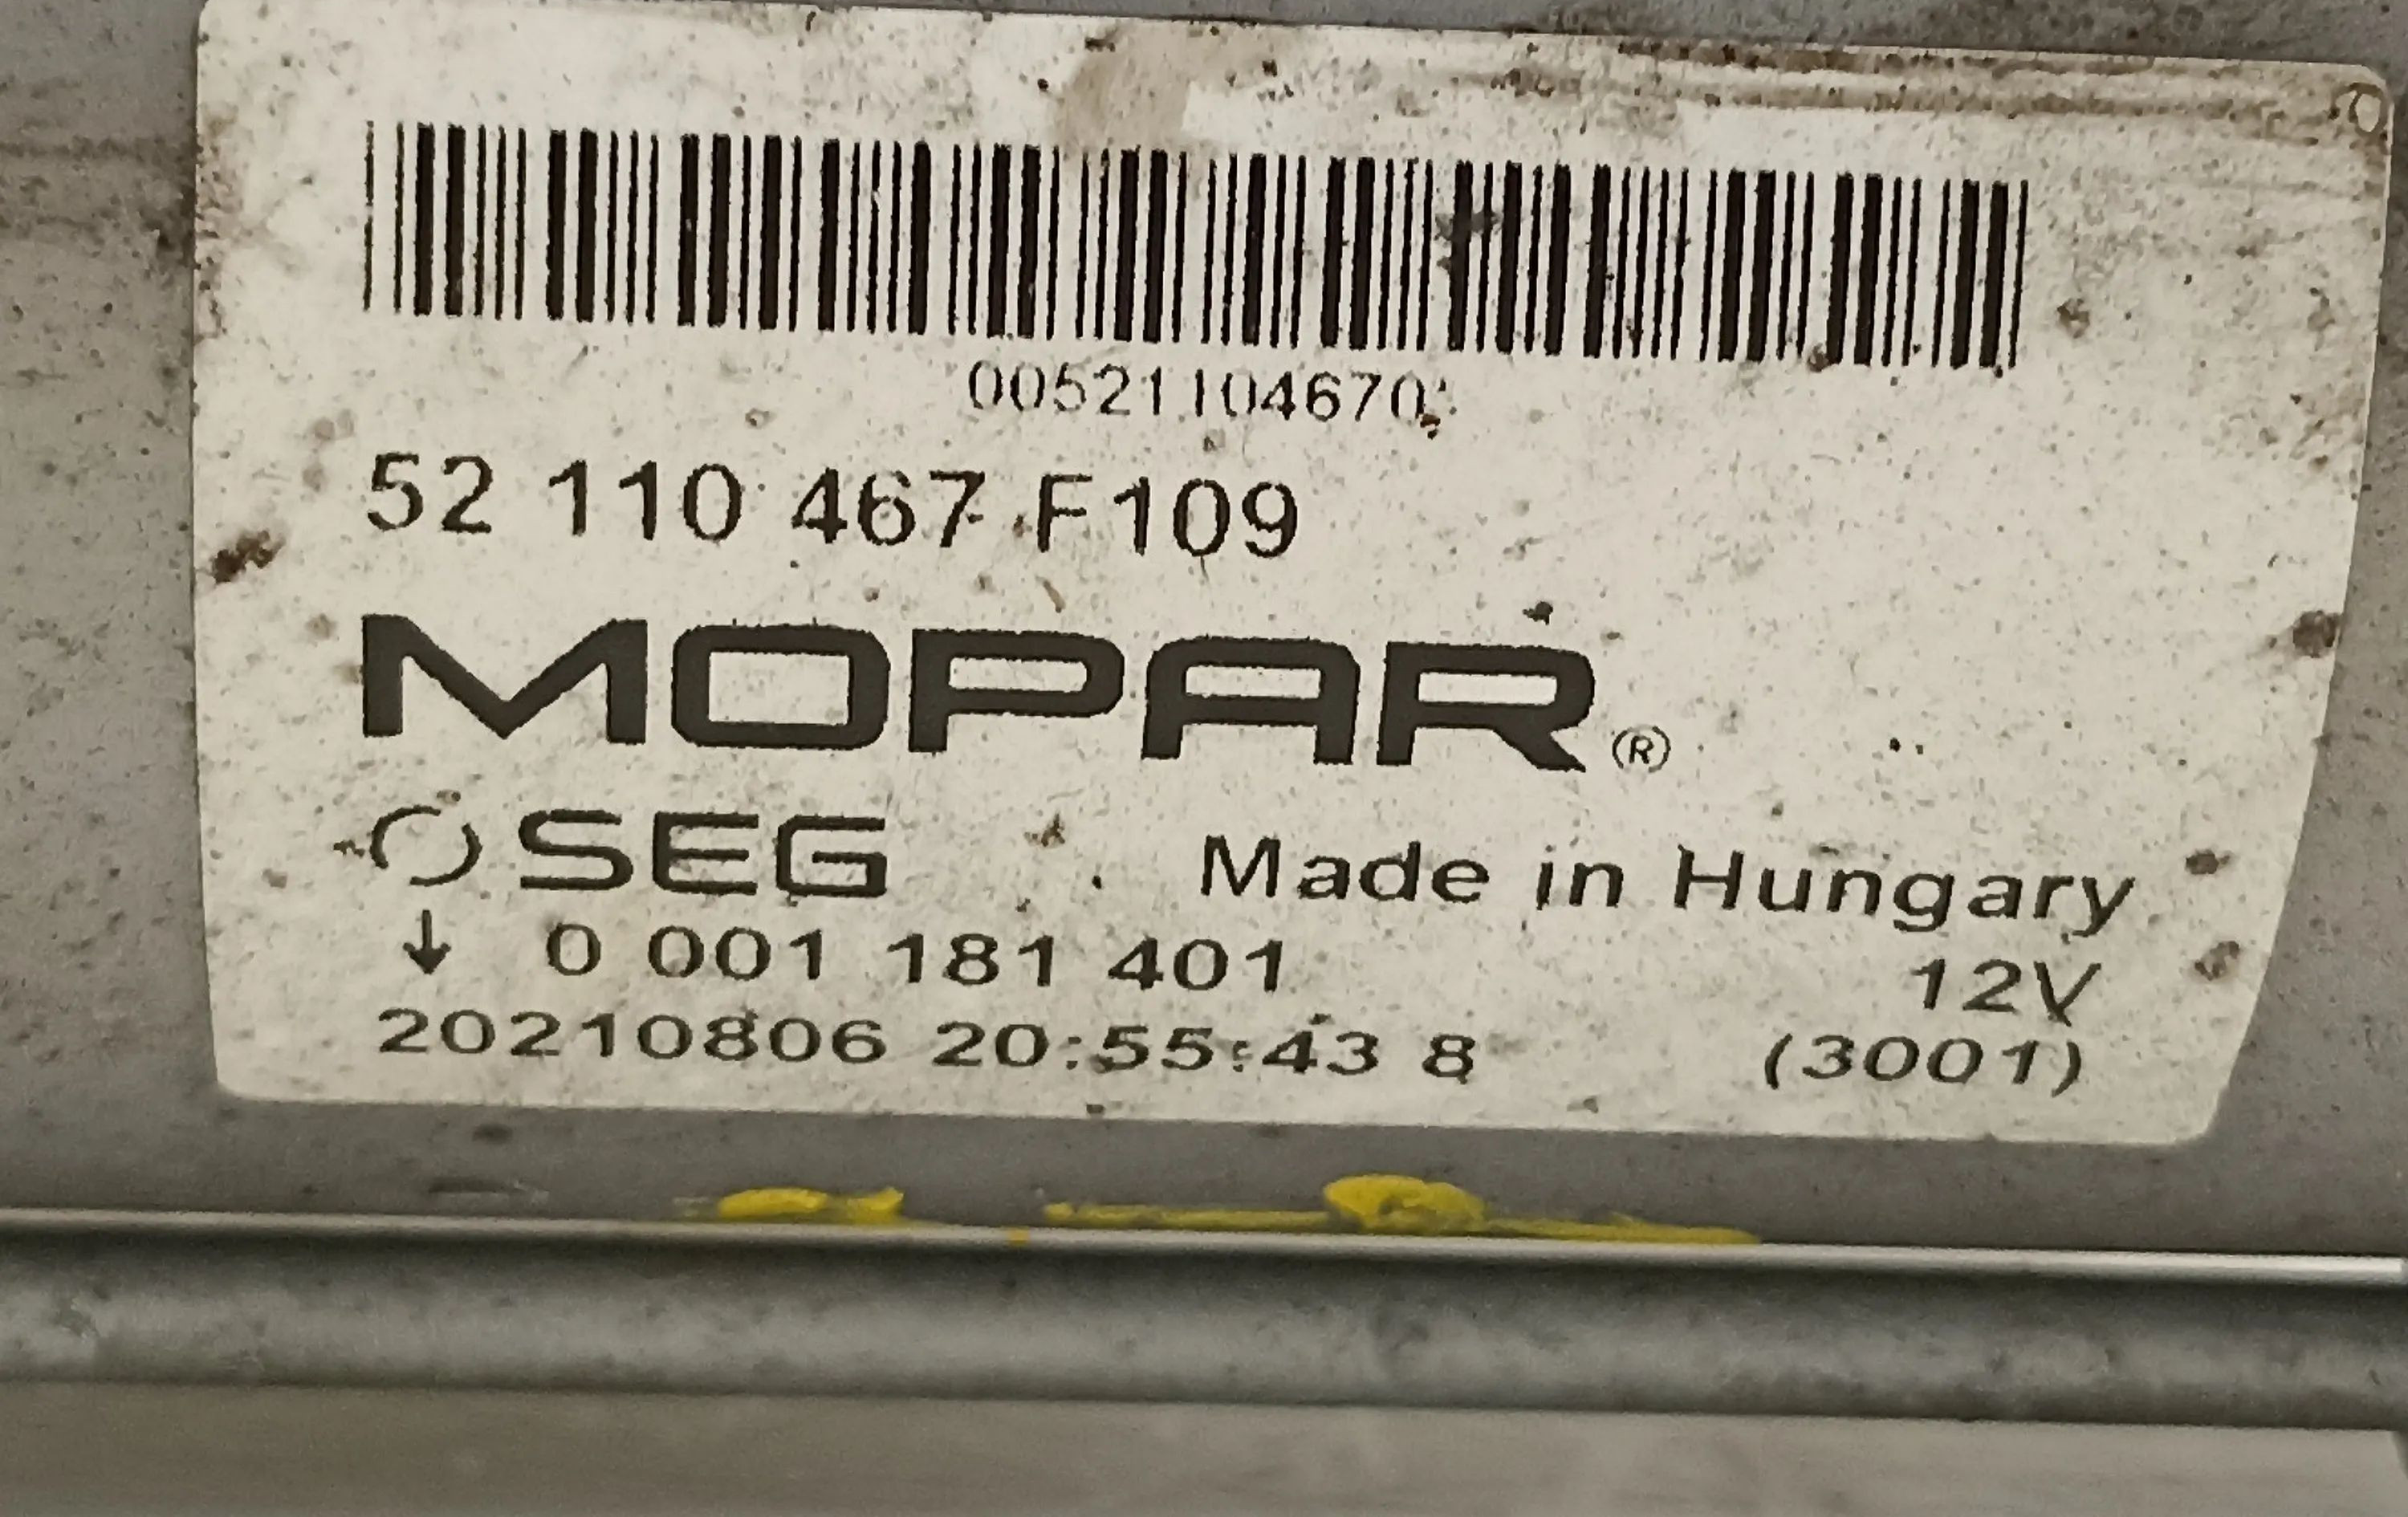 00521104670
52 110 467 F109
MOPAR®
SEG Made in Hungary
↓ 0 001 181 401 12V
20210806 20:55:43 8 (3001)